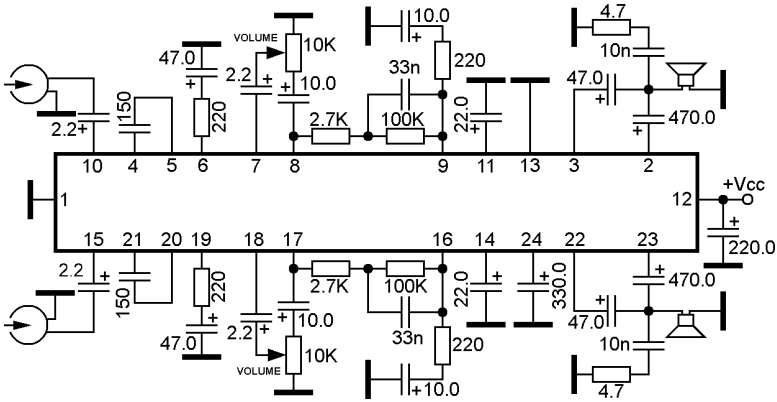 10.0 4.7
VOLUME 10K 220 10n
47.0 33n 47.0
2.2 10.0
150 220 2.7K 100K 22.0 470.0
2.2
10 4 5 6 7 8 9 11 13 3 2 +Vcc
1 12
15 21 20 19 18 17 16 14 24 22 23
2.2 220 2.7K 100K 22.0 330.0 470.0 220.0
150 2.2 10.0 33n 47.0
47.0 10K 220 10n
VOLUME
10.0 4.7